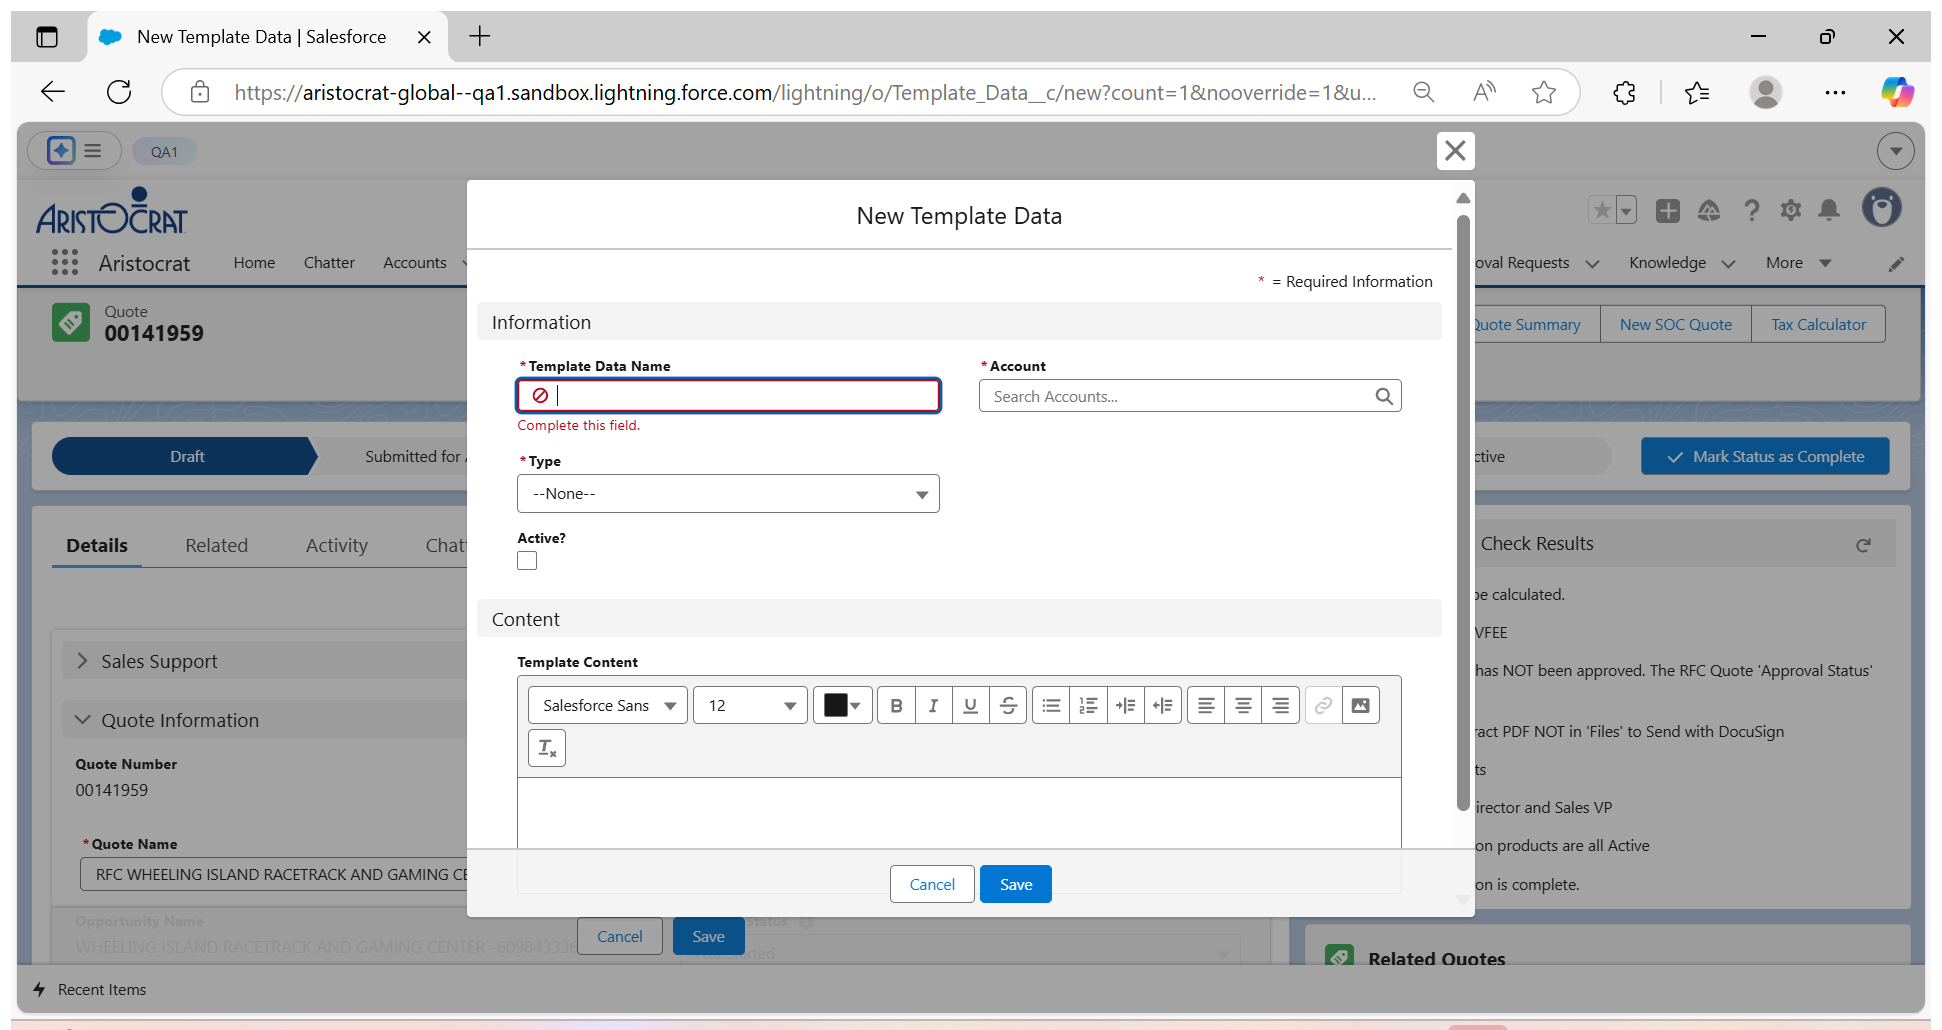 New Template Data | Salesforce
https://aristocrat-global--qa1.sandbox.lightning.force.com/lightning/o/Template_Data__c/new?count=1&nooverride=1&u...
QA1
ARISTOCRAT
Aristocrat Home Chatter Accounts
oval Requests Knowledge More
Quote
00141959
Quote Summary New SOC Quote Tax Calculator
Draft Submitted for
ctive Mark Status as Complete
Details Related Activity Chat
Sales Support
Quote Information
Quote Number
00141959
* Quote Name
RFC WHEELING ISLAND RACETRACK AND GAMING CE
Opportunity Name
WHEELING ISLAND RACETRACK AND GAMING CENTER -609843336
Status
Cancel Save
New Template Data
* = Required Information
Information
* Template Data Name
Complete this field.
* Account
Search Accounts...
* Type
--None--
Active?
Content
Template Content
Salesforce Sans 12 B I U S
Cancel Save
Check Results
be calculated.
VFEE
has NOT been approved. The RFC Quote 'Approval Status'
ract PDF NOT in 'Files' to Send with DocuSign
ts
irector and Sales VP
on products are all Active
on is complete.
Related Quotes
Recent Items